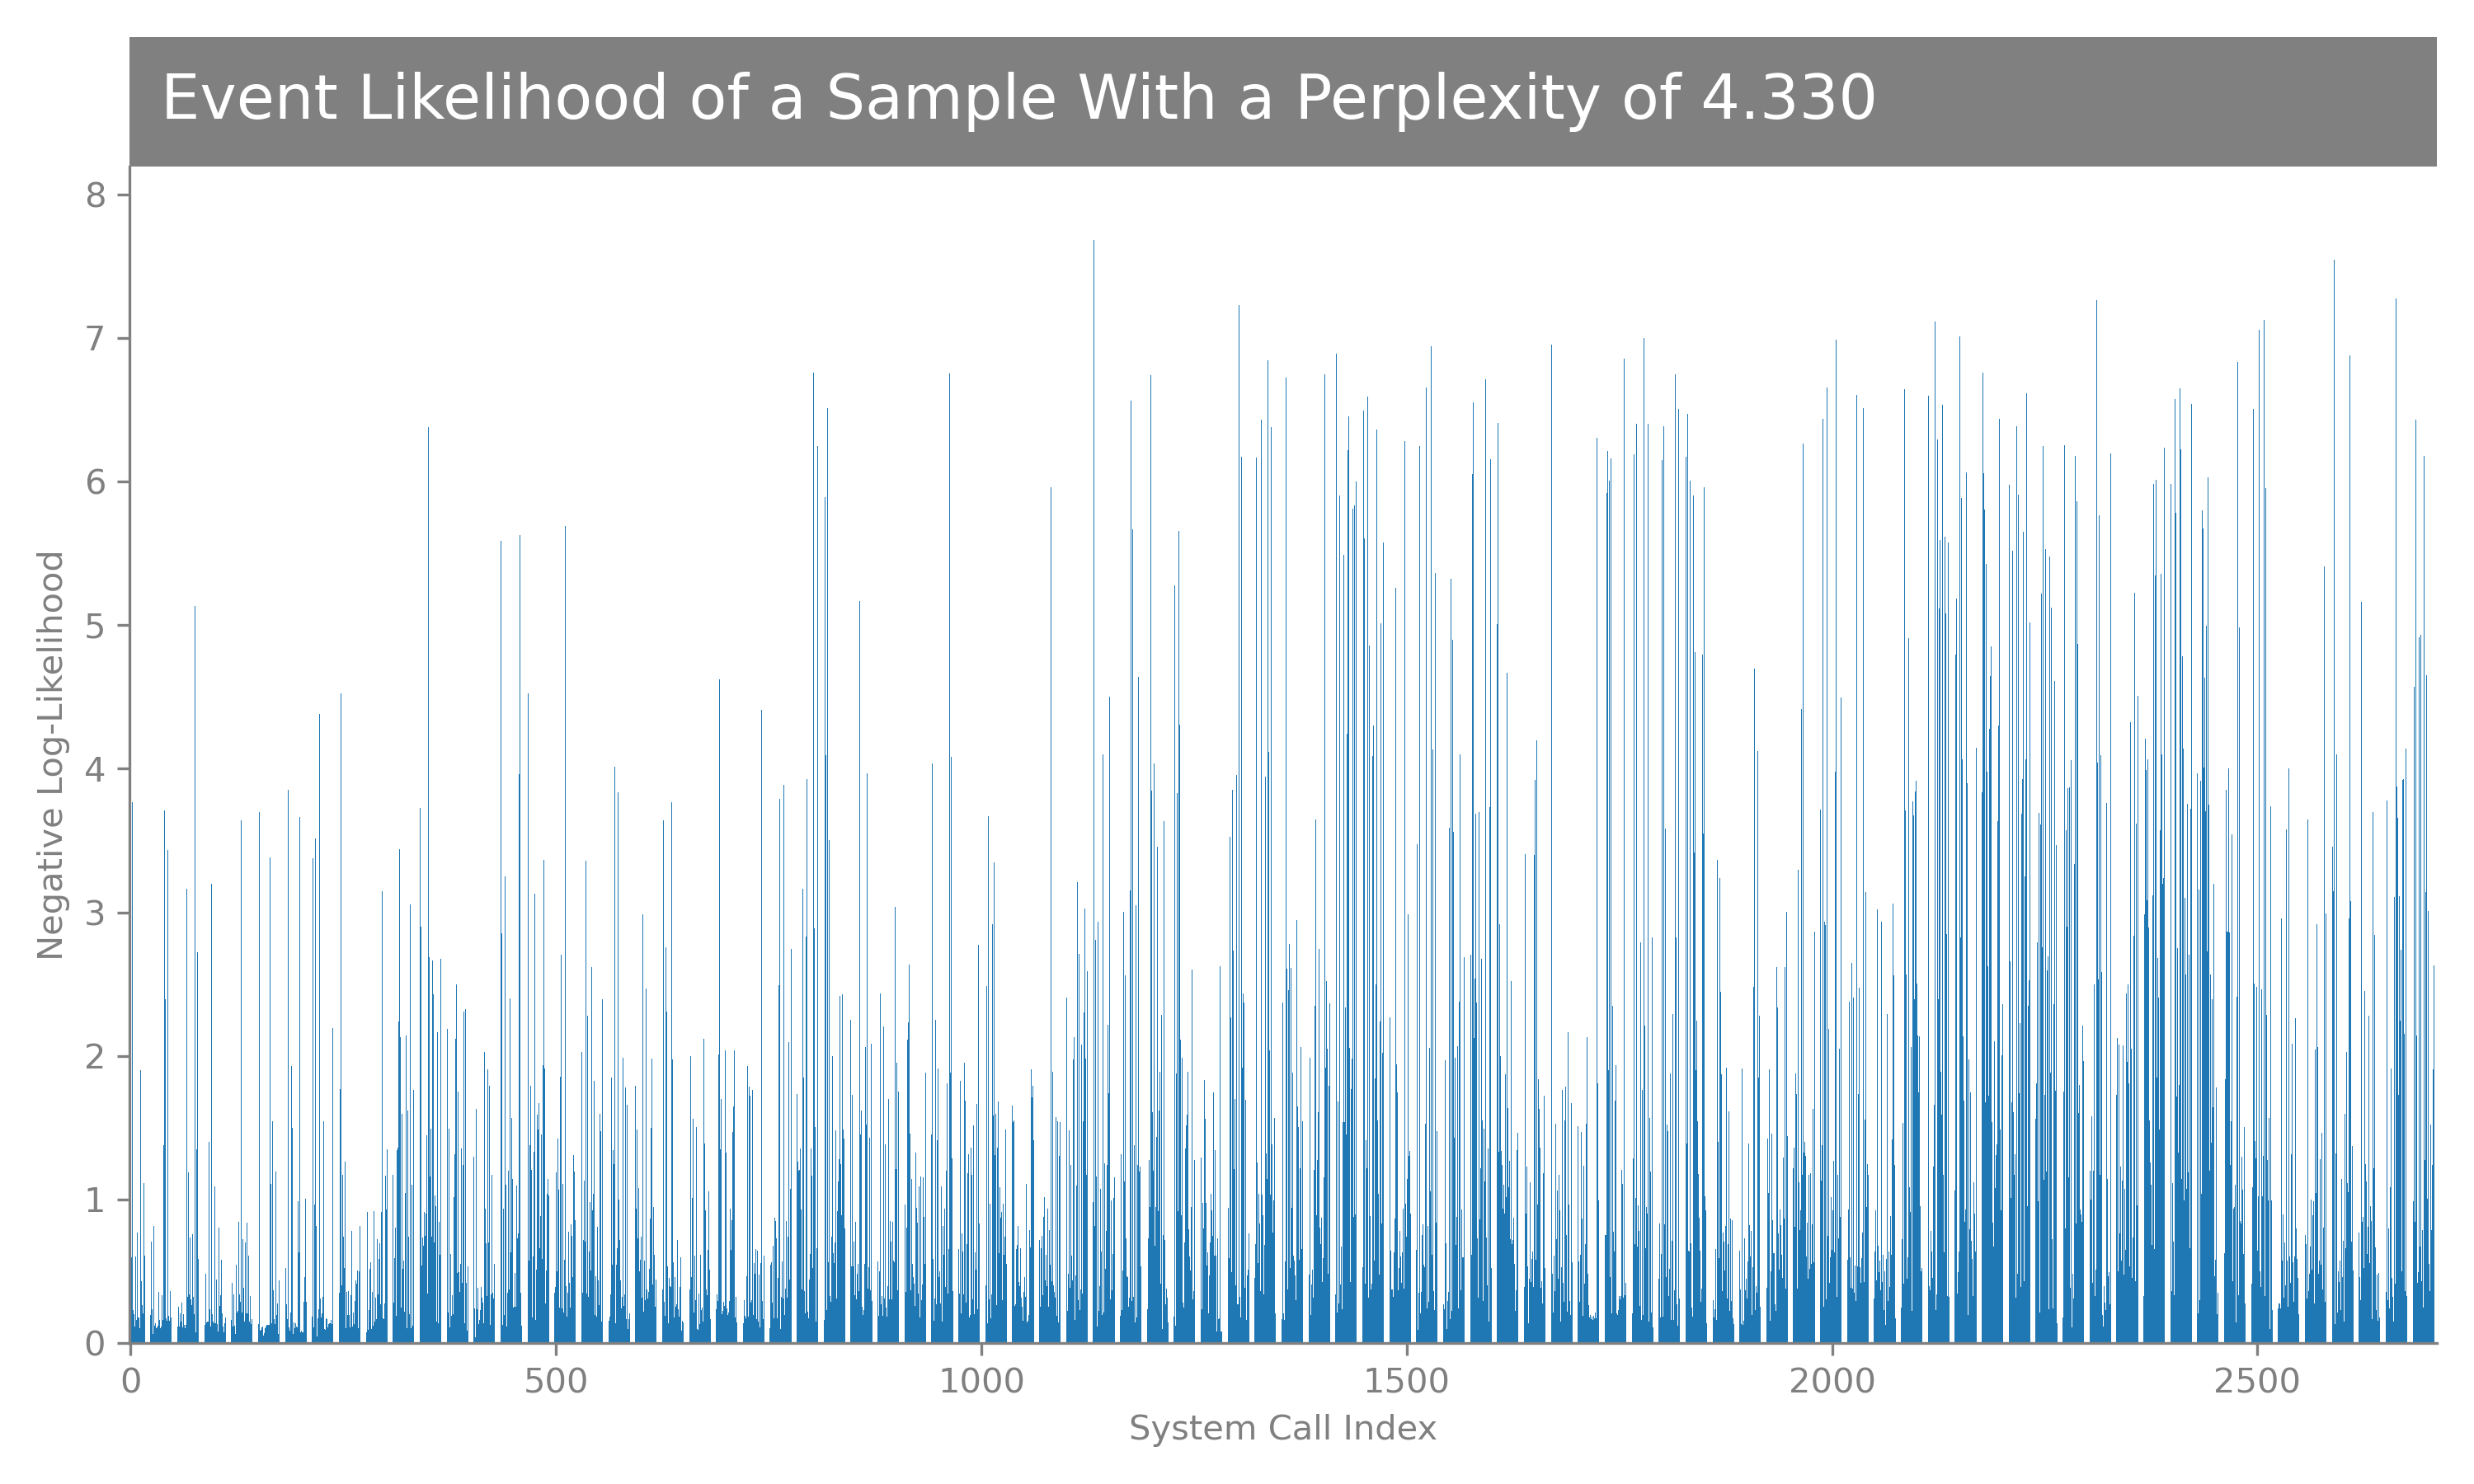 Event Likelihood of a Sample With a Perplexity of 4.330
8
7
6
5
4
3
2
1
0
Negative Log-Likelihood
0 500 1000 1500 2000 2500
System Call Index